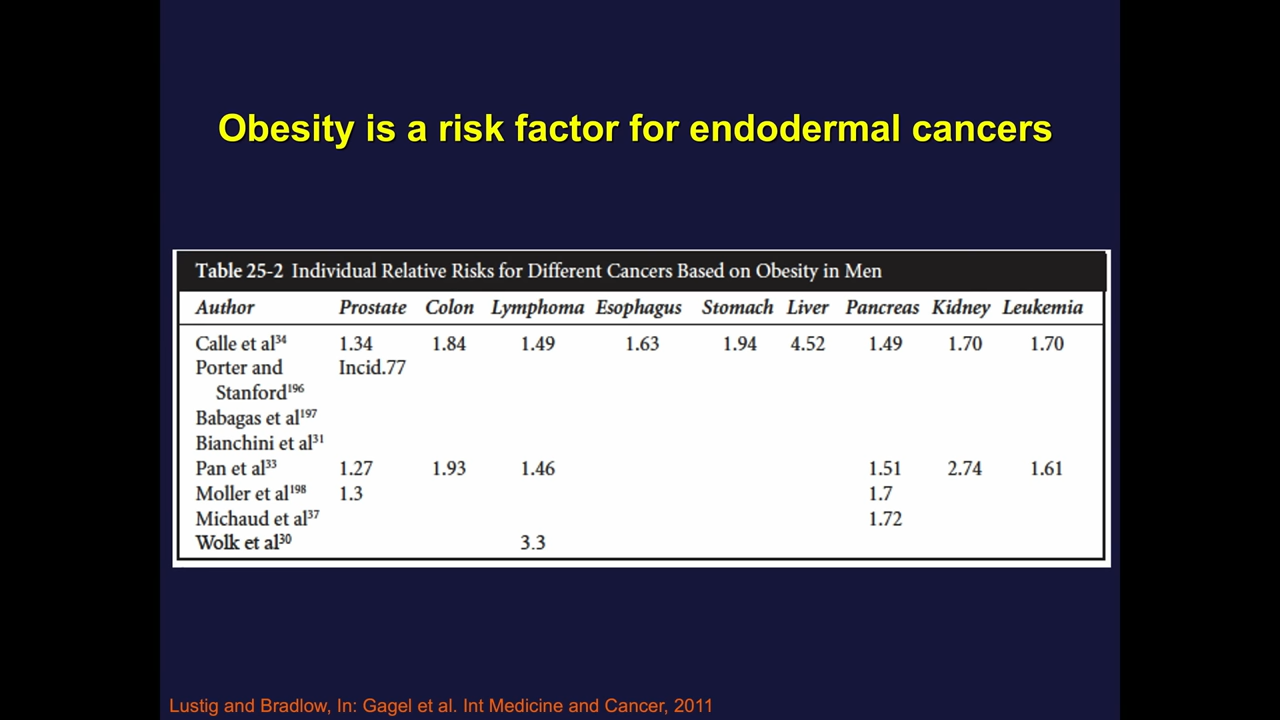 Obesity is a risk factor for endodermal cancers
Table 25-2 Individual Relative Risks for Different Cancers Based on Obesity in Men
Author Prostate Colon Lymphoma Esophagus Stomach Liver Pancreas Kidney Leukemia
Calle et al³⁴ 1.34 1.84 1.49 1.63 1.94 4.52 1.49 1.70 1.70
Porter and Incid.77
Stanford¹⁹⁶
Babagas et al¹⁹⁷
Bianchini et al³¹
Pan et al³³ 1.27 1.93 1.46 1.51 2.74 1.61
Moller et al¹⁹⁸ 1.3 1.7
Michaud et al³⁷ 1.72
Wolk et al³⁰ 3.3
Lustig and Bradlow, In: Gagel et al. Int Medicine and Cancer, 2011